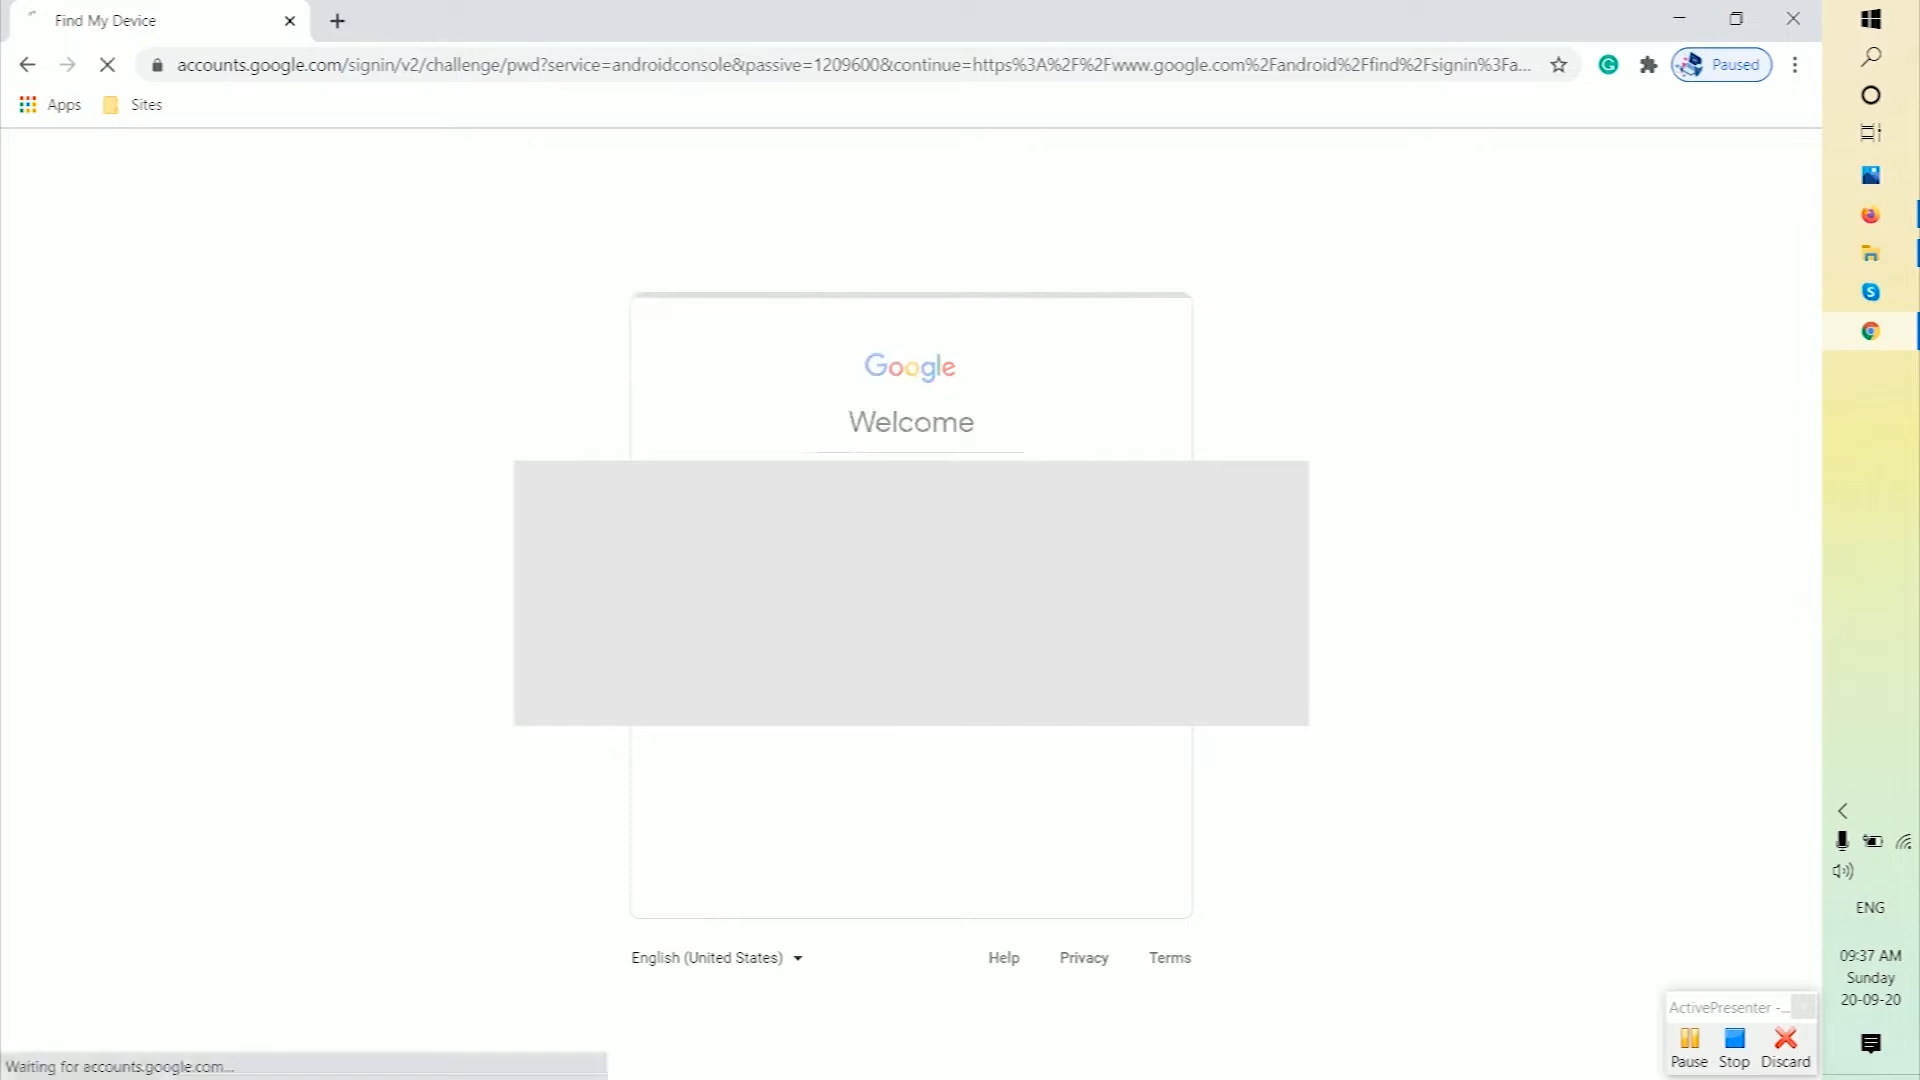 Find My Device
accounts.google.com/signin/v2/challenge/pwd?service=androidconsole&passive=1209600&continue=https%3A%2F%2Fwww.google.com%2Fandroid%2Ffind%2Fsignin%3Fa...
Paused
Apps
Sites
Google
Welcome
English (United States)
Help
Privacy
Terms
ENG
09:37 AM
Sunday
20-09-20
ActivePresenter -...
Pause
Stop
Discard
Waiting for accounts.google.com...